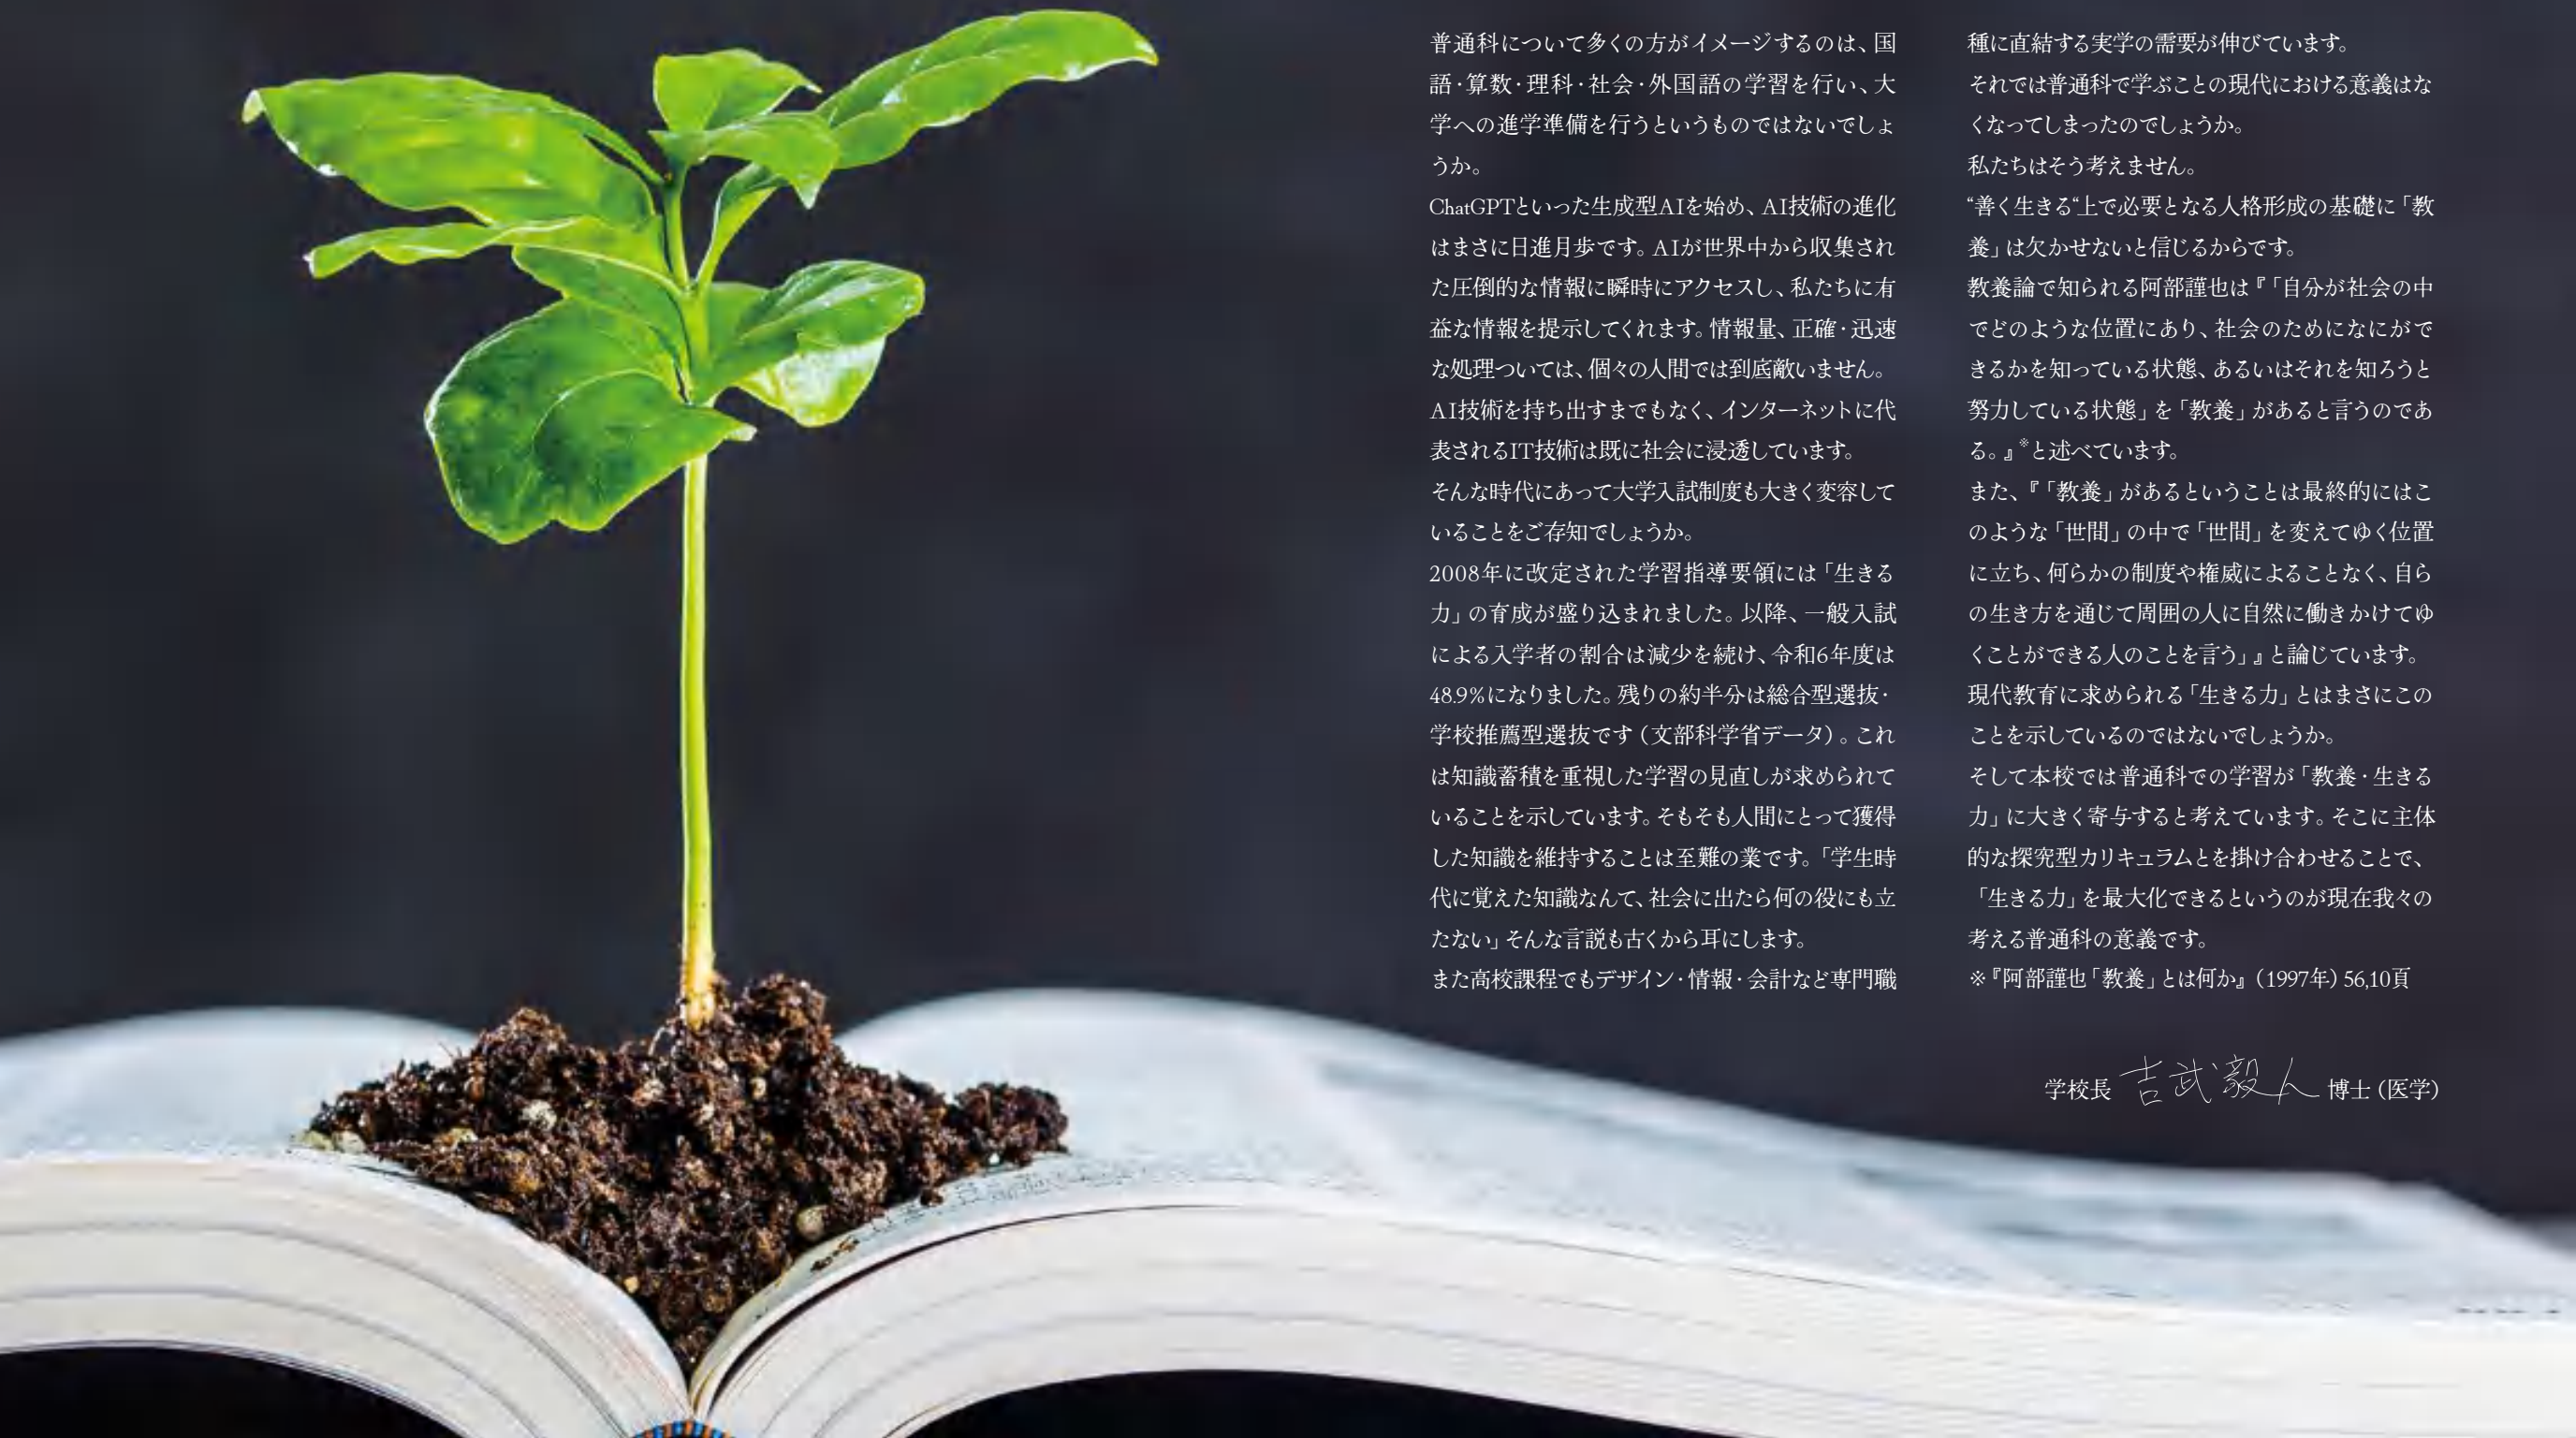 普通科について多くの方がイメージするのは、国
語・算数・理科・社会・外国語の学習を行い、大
学への進学準備を行うというものではないでしょ
うか。
ChatGPTといった生成型AIを始め、AI技術の進化
はまさに日進月歩です。AIが世界中から収集され
た圧倒的な情報に瞬時にアクセスし、私たちに有
益な情報を提示してくれます。情報量、正確・迅速
な処理ついては、個々の人間では到底敵いません。
AI技術を持ち出すまでもなく、インターネットに代
表されるIT技術は既に社会に浸透しています。
そんな時代にあって大学入試制度も大きく変容して
いることをご存知でしょうか。
2008年に改定された学習指導要領には「生きる
力」の育成が盛り込まれました。以降、一般入試
による入学者の割合は減少を続け、令和6年度は
48.9%になりました。残りの約半分は総合型選抜・
学校推薦型選抜です（文部科学省データ）。これ
は知識蓄積を重視した学習の見直しが求められて
いることを示しています。そもそも人間にとって獲得
した知識を維持することは至難の業です。「学生時
代に覚えた知識なんて、社会に出たら何の役にも立
たない」そんな言説も古くから耳にします。
また高校課程でもデザイン・情報・会計など専門職
種に直結する実学の需要が伸びています。
それでは普通科で学ぶことの現代における意義はな
くなってしまったのでしょうか。
私たちはそう考えません。
“善く生きる“上で必要となる人格形成の基礎に「教
養」は欠かせないと信じるからです。
教養論で知られる阿部謹也は『「自分が社会の中
でどのような位置にあり、社会のためになにがで
きるかを知っている状態、あるいはそれを知ろうと
努力している状態」を「教養」があると言うのであ
る。』※と述べています。
また、『「教養」があるということは最終的にはこ
のような「世間」の中で「世間」を変えてゆく位置
に立ち、何らかの制度や権威によることなく、自ら
の生き方を通じて周囲の人に自然に働きかけてゆ
くことができる人のことを言う」』と論じています。
現代教育に求められる「生きる力」とはまさにこの
ことを示しているのではないでしょうか。
そして本校では普通科での学習が「教養・生きる
力」に大きく寄与すると考えています。そこに主体
的な探究型カリキュラムとを掛け合わせることで、
「生きる力」を最大化できるというのが現在我々の
考える普通科の意義です。
※『阿部謹也「教養」とは何か』（1997年）56,10頁
学校長 吉武毅人 博士（医学）